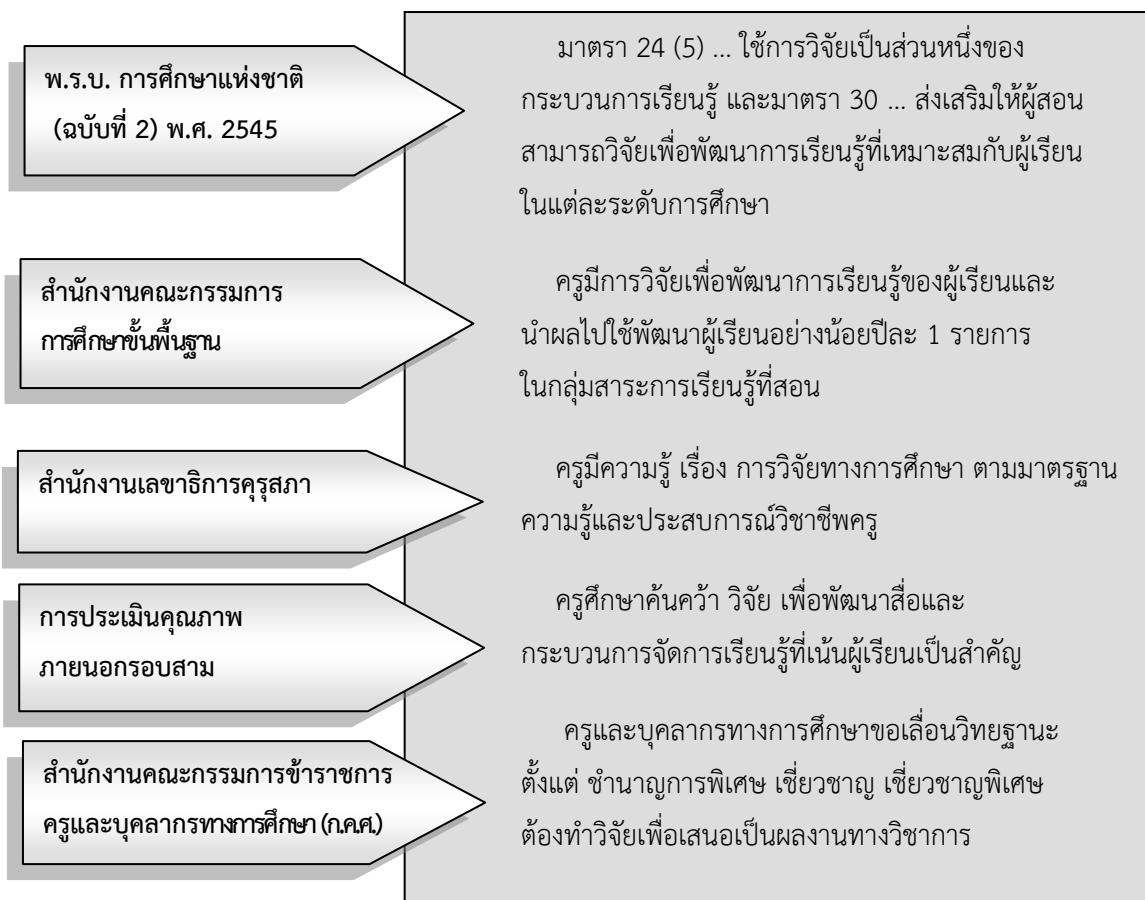 พ.ร.บ. การศึกษาแห่งชาติ
(ฉบับที่ 2) พ.ศ. 2545
มาตรา 24 (5) ... ใช้การวิจัยเป็นส่วนหนึ่งของ
กระบวนการเรียนรู้ และมาตรา 30 ... ส่งเสริมให้ผู้สอน
สามารถวิจัยเพื่อพัฒนาการเรียนรู้ที่เหมาะสมกับผู้เรียน
ในแต่ละระดับการศึกษา
สำนักงานคณะกรรมการ
การศึกษาขั้นพื้นฐาน
ครูมีการวิจัยเพื่อพัฒนาการเรียนรู้ของผู้เรียนและ
นำผลไปใช้พัฒนาผู้เรียนอย่างน้อยปีละ 1 รายการ
ในกลุ่มสาระการเรียนรู้ที่สอน
สำนักงานเลขาธิการคุรุสภา
ครูมีความรู้ เรื่อง การวิจัยทางการศึกษา ตามมาตรฐาน
ความรู้และประสบการณ์วิชาชีพครู
การประเมินคุณภาพ
ภายนอกรอบสาม
ครูศึกษาค้นคว้า วิจัย เพื่อพัฒนาสื่อและ
กระบวนการจัดการเรียนรู้ที่เน้นผู้เรียนเป็นสำคัญ
สำนักงานคณะกรรมการข้าราชการ
ครูและบุคลากรทางการศึกษา (ก.ค.ศ.)
ครูและบุคลากรทางการศึกษาขอเลื่อนวิทยฐานะ
ตั้งแต่ ชำนาญการพิเศษ เชี่ยวชาญ เชี่ยวชาญพิเศษ
ต้องทำวิจัยเพื่อเสนอเป็นผลงานทางวิชาการ